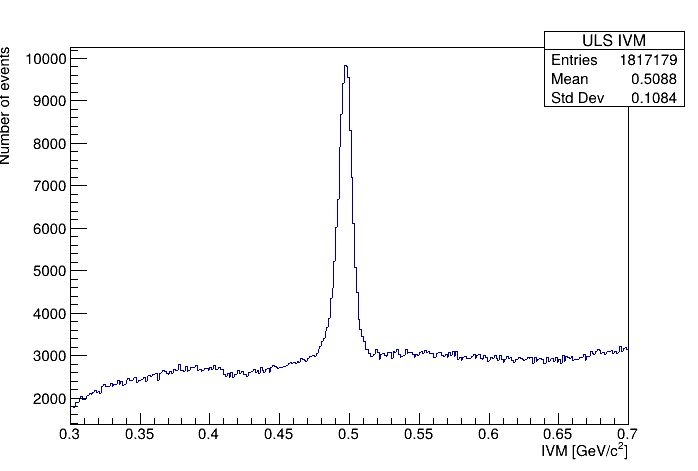 ULS IVM
Entries 1817179
Mean 0.5088
Std Dev 0.1084
Number of events
10000
9000
8000
7000
6000
5000
4000
3000
2000
0.3 0.35 0.4 0.45 0.5 0.55 0.6 0.65 0.7
IVM [GeV/c²]